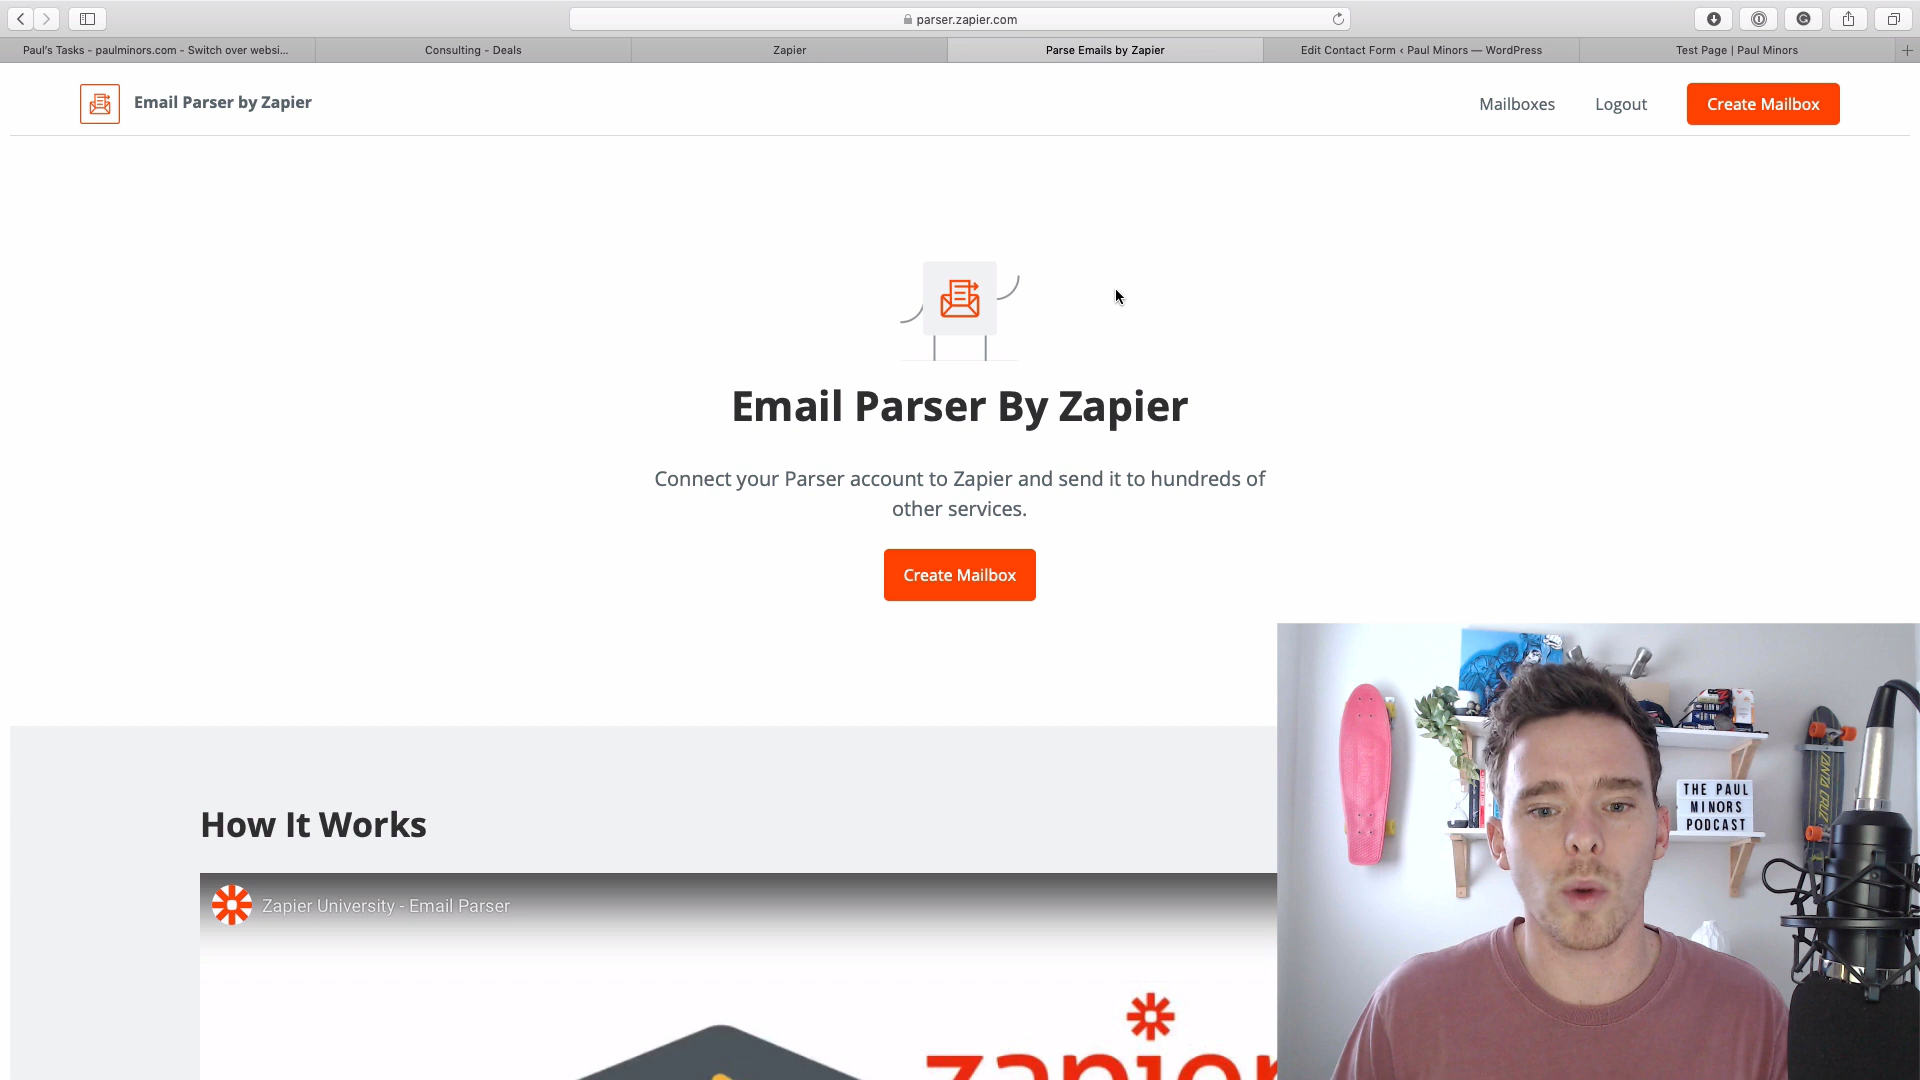 parser.zapier.com
Paul's Tasks - paulminors.com - Switch over websi...
Consulting - Deals
Zapier
Parse Emails by Zapier
Edit Contact Form ‹ Paul Minors — WordPress
Test Page | Paul Minors
Email Parser by Zapier
Mailboxes
Logout
Create Mailbox
Email Parser By Zapier
Connect your Parser account to Zapier and send it to hundreds of
other services.
Create Mailbox
How It Works
Zapier University - Email Parser
zapier
THE PAUL
MINORS
PODCAST
SANTA CRUZ